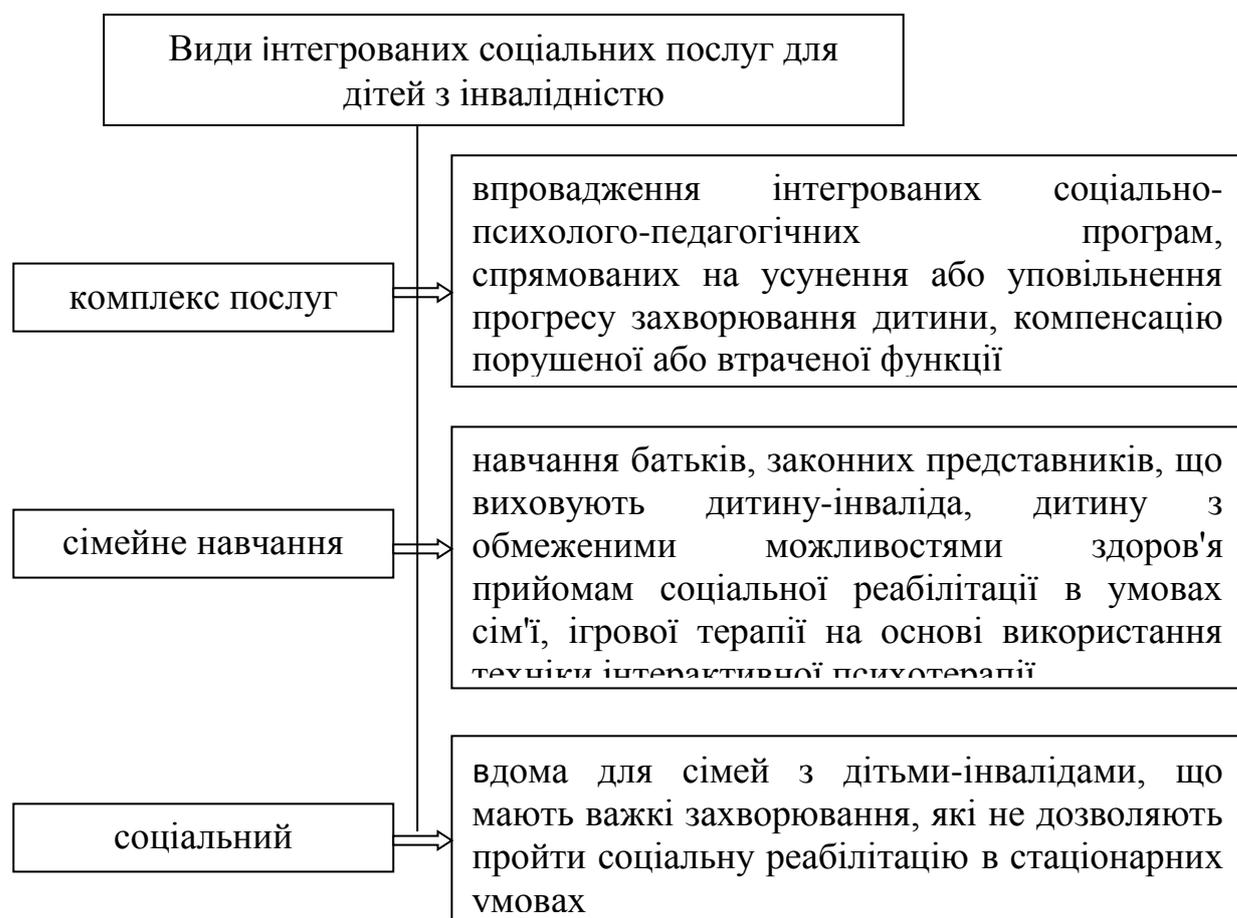 Види інтегрованих соціальних послуг для
дітей з інвалідністю
комплекс послуг
впровадження інтегрованих соціально-
психолого-педагогічних програм,
спрямованих на усунення або уповільнення
прогресу захворювання дитини, компенсацію
порушеної або втраченої функції
сімейне навчання
навчання батьків, законних представників, що
виховують дитину-інваліда, дитину з
обмеженими можливостями здоров'я
прийомам соціальної реабілітації в умовах
сім'ї, ігрової терапії на основі використання
техніки інтерактивної психотерапії
соціальний
вдома для сімей з дітьми-інвалідами, що
мають важкі захворювання, які не дозволяють
пройти соціальну реабілітацію в стаціонарних
умовах